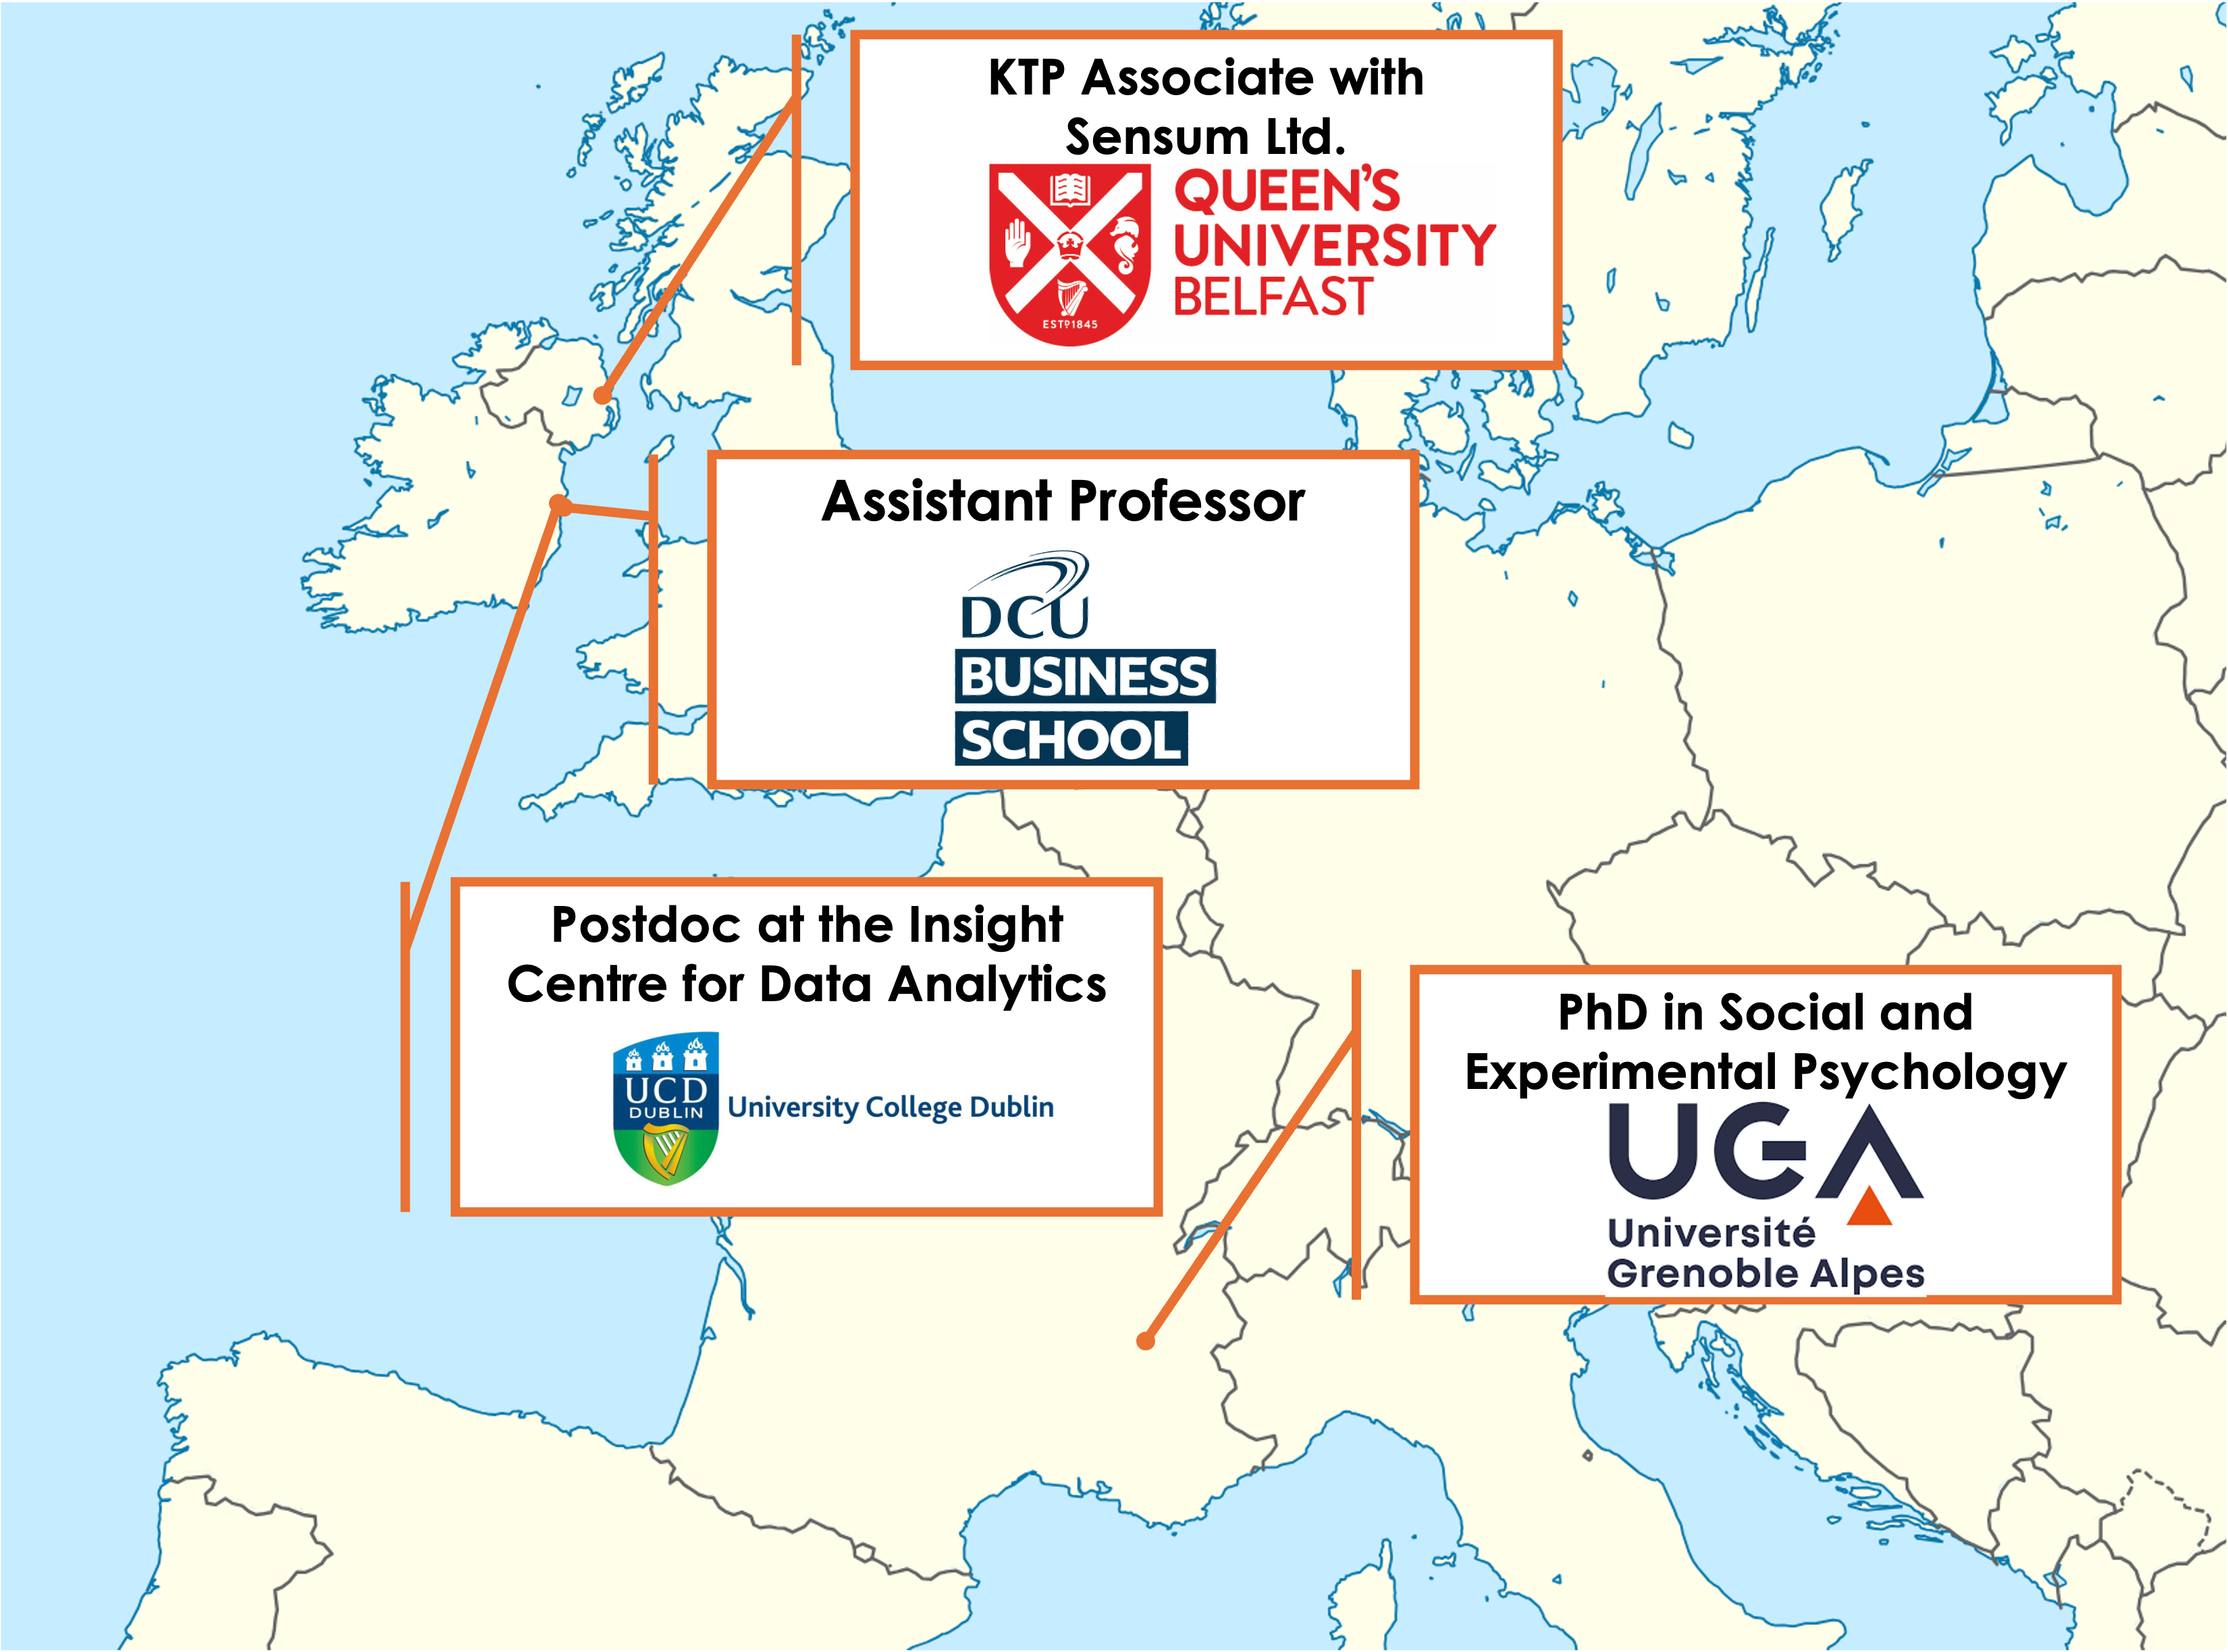 KTP Associate with
Sensum Ltd.
QUEEN'S
UNIVERSITY
BELFAST
ESTD 1845
Assistant Professor
DCU
BUSINESS
SCHOOL
Postdoc at the Insight
Centre for Data Analytics
UCD
DUBLIN
University College Dublin
PhD in Social and
Experimental Psychology
UGA
Université
Grenoble Alpes